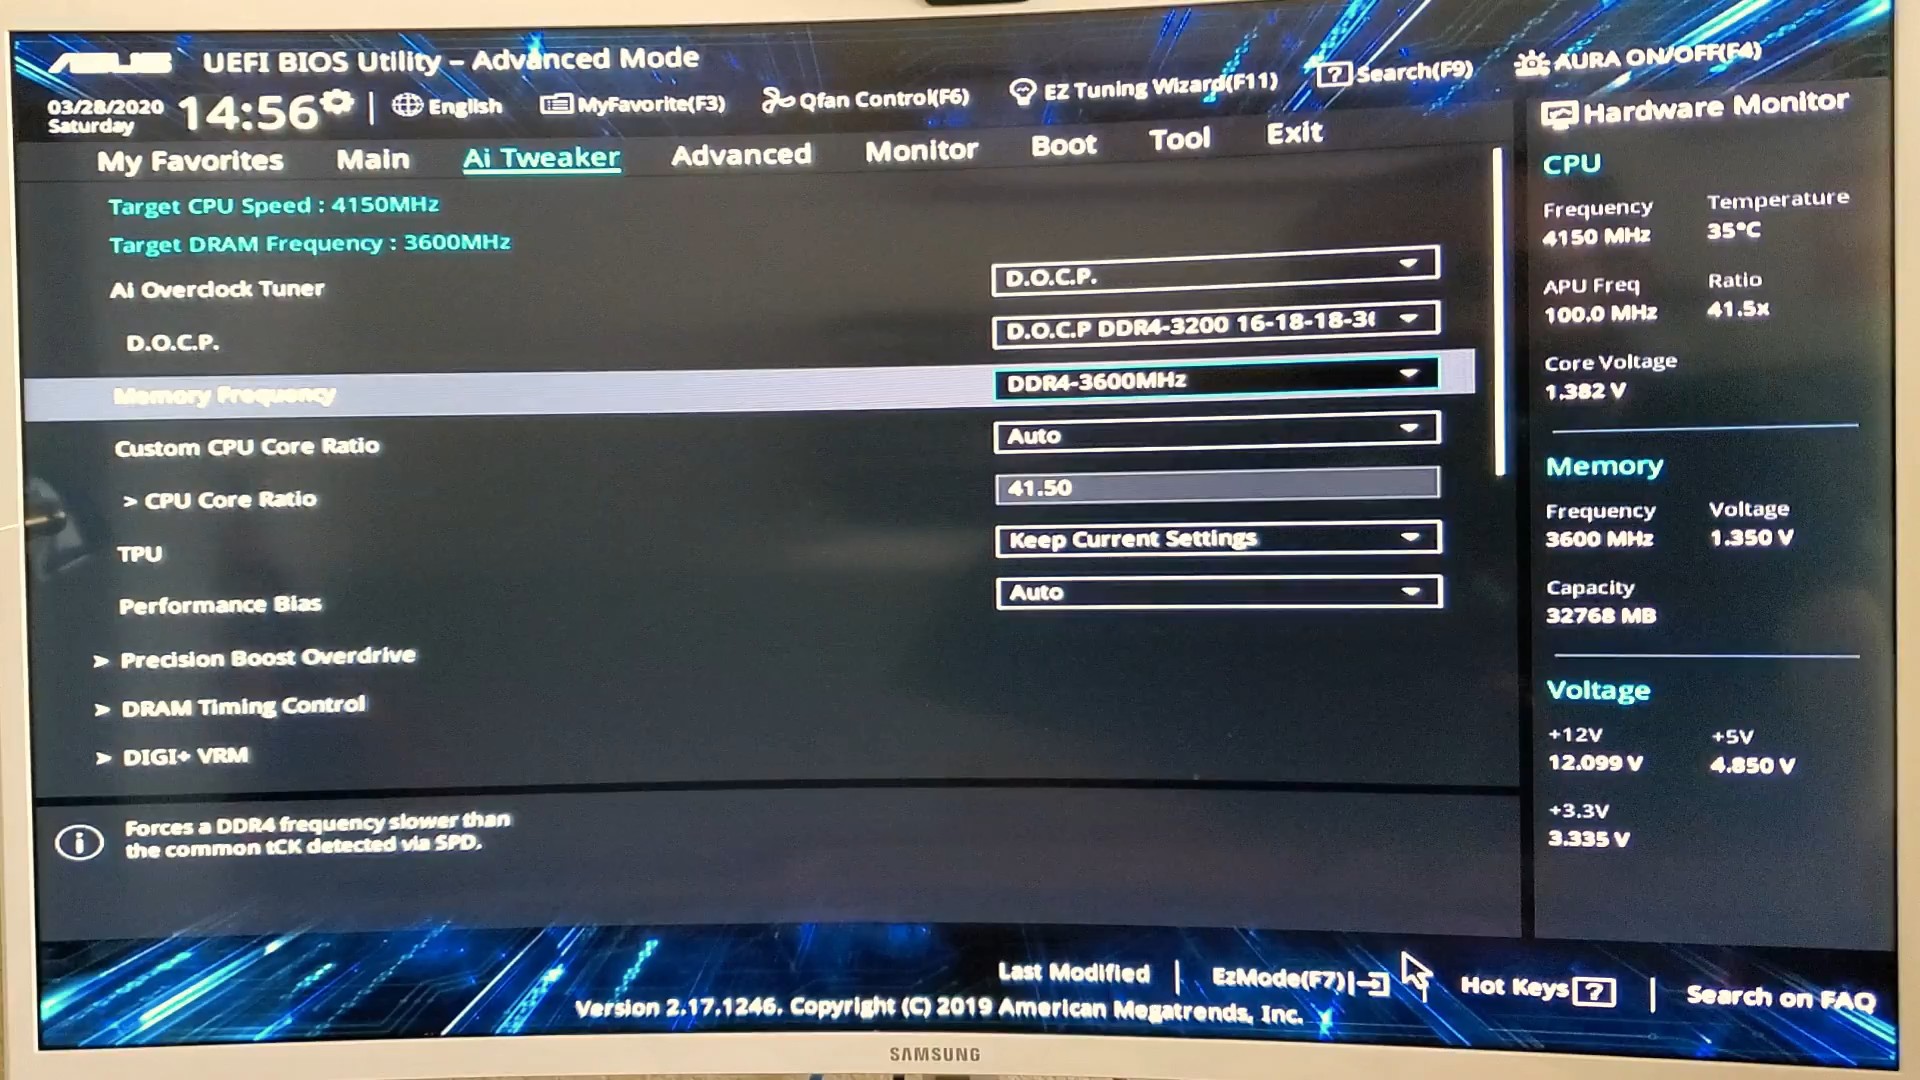 ASUS UEFI BIOS Utility – Advanced Mode
03/28/2020
Saturday
14:56
English
MyFavorite(F3)
Qfan Control(F6)
EZ Tuning Wizard(F11)
Search(F9)
AURA ON/OFF(F4)
My Favorites
Main
Ai Tweaker
Advanced
Monitor
Boot
Tool
Exit
Target CPU Speed : 4150MHz
Target DRAM Frequency : 3600MHz
Ai Overclock Tuner D.O.C.P.
D.O.C.P. D.O.C.P DDR4-3200 16-18-18-3
Memory Frequency DDR4-3600MHz
Custom CPU Core Ratio Auto
> CPU Core Ratio 41.50
TPU Keep Current Settings
Performance Bias Auto
> Precision Boost Overdrive
> DRAM Timing Control
> DIGI+ VRM
Forces a DDR4 frequency slower than
the common tCK detected via SPD.
Hardware Monitor
CPU
Frequency Temperature
4150 MHz 35°C
APU Freq Ratio
100.0 MHz 41.5x
Core Voltage
1.382 V
Memory
Frequency Voltage
3600 MHz 1.350 V
Capacity
32768 MB
Voltage
+12V +5V
12.099 V 4.850 V
+3.3V
3.335 V
Last Modified | EzMode(F7) Hot Keys ? | Search on FAQ
Version 2.17.1246. Copyright (C) 2019 American Megatrends, Inc.
SAMSUNG